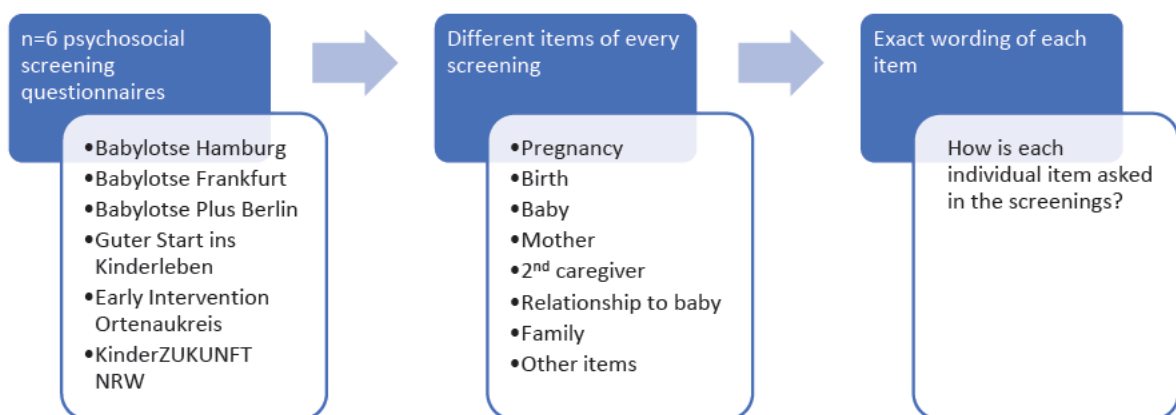 n=6 psychosocial
screening
questionnaires
•Babylotse Hamburg
•Babylotse Frankfurt
•Babylotse Plus Berlin
•Guter Start ins
Kinderleben
•Early Intervention
Ortenaukreis
•KinderZUKUNFT
NRW
Different items of every
screening
•Pregnancy
•Birth
•Baby
•Mother
•2nd caregiver
•Relationship to baby
•Family
•Other items
Exact wording of each
item
How is each
individual item asked
in the screenings?